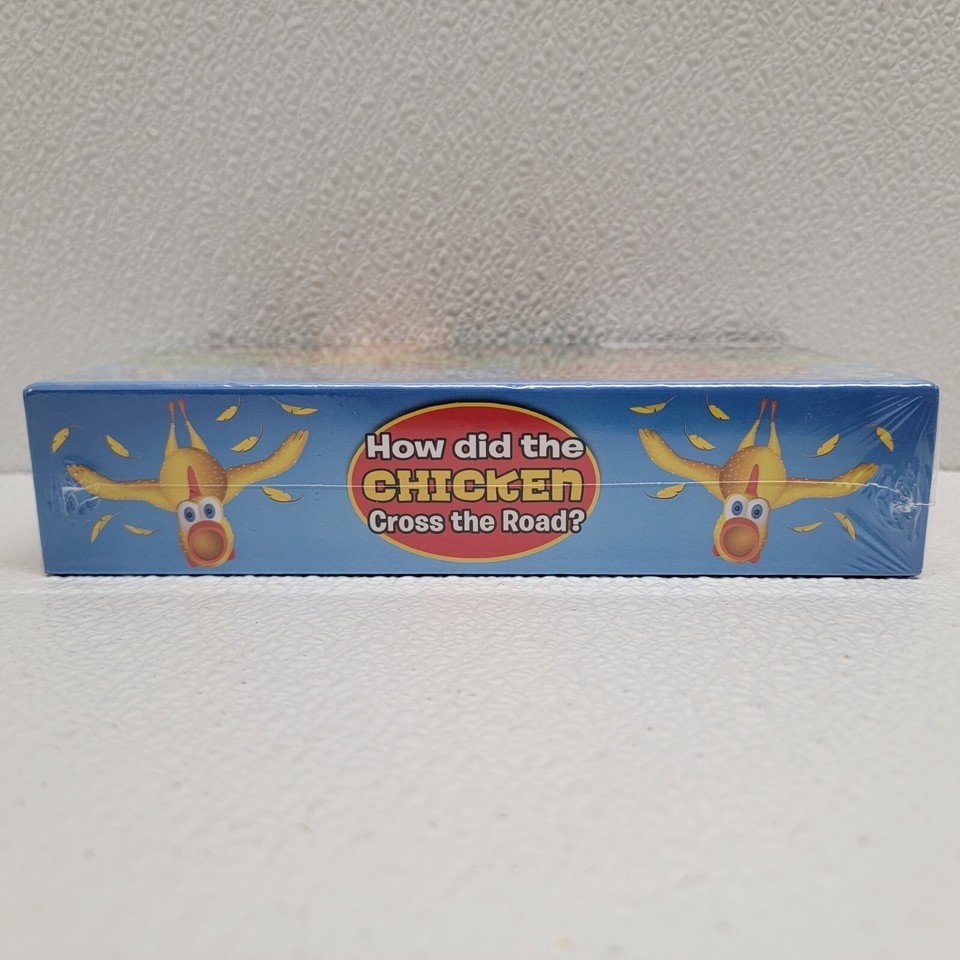 How did the
CHICKEN
Cross the Road?